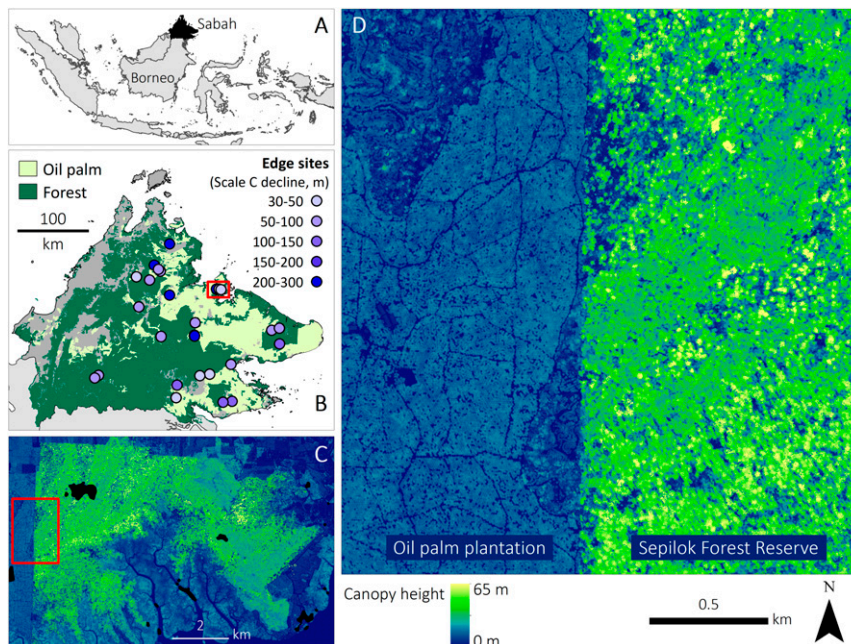 A
Sabah
Borneo
B
Oil palm
Forest
100
km
Edge sites
(Scale C decline, m)
30-50
50-100
100-150
150-200
200-300
C
2
km
D
Oil palm plantation
Sepilok Forest Reserve
Canopy height
65 m
0 m
0.5
km
N